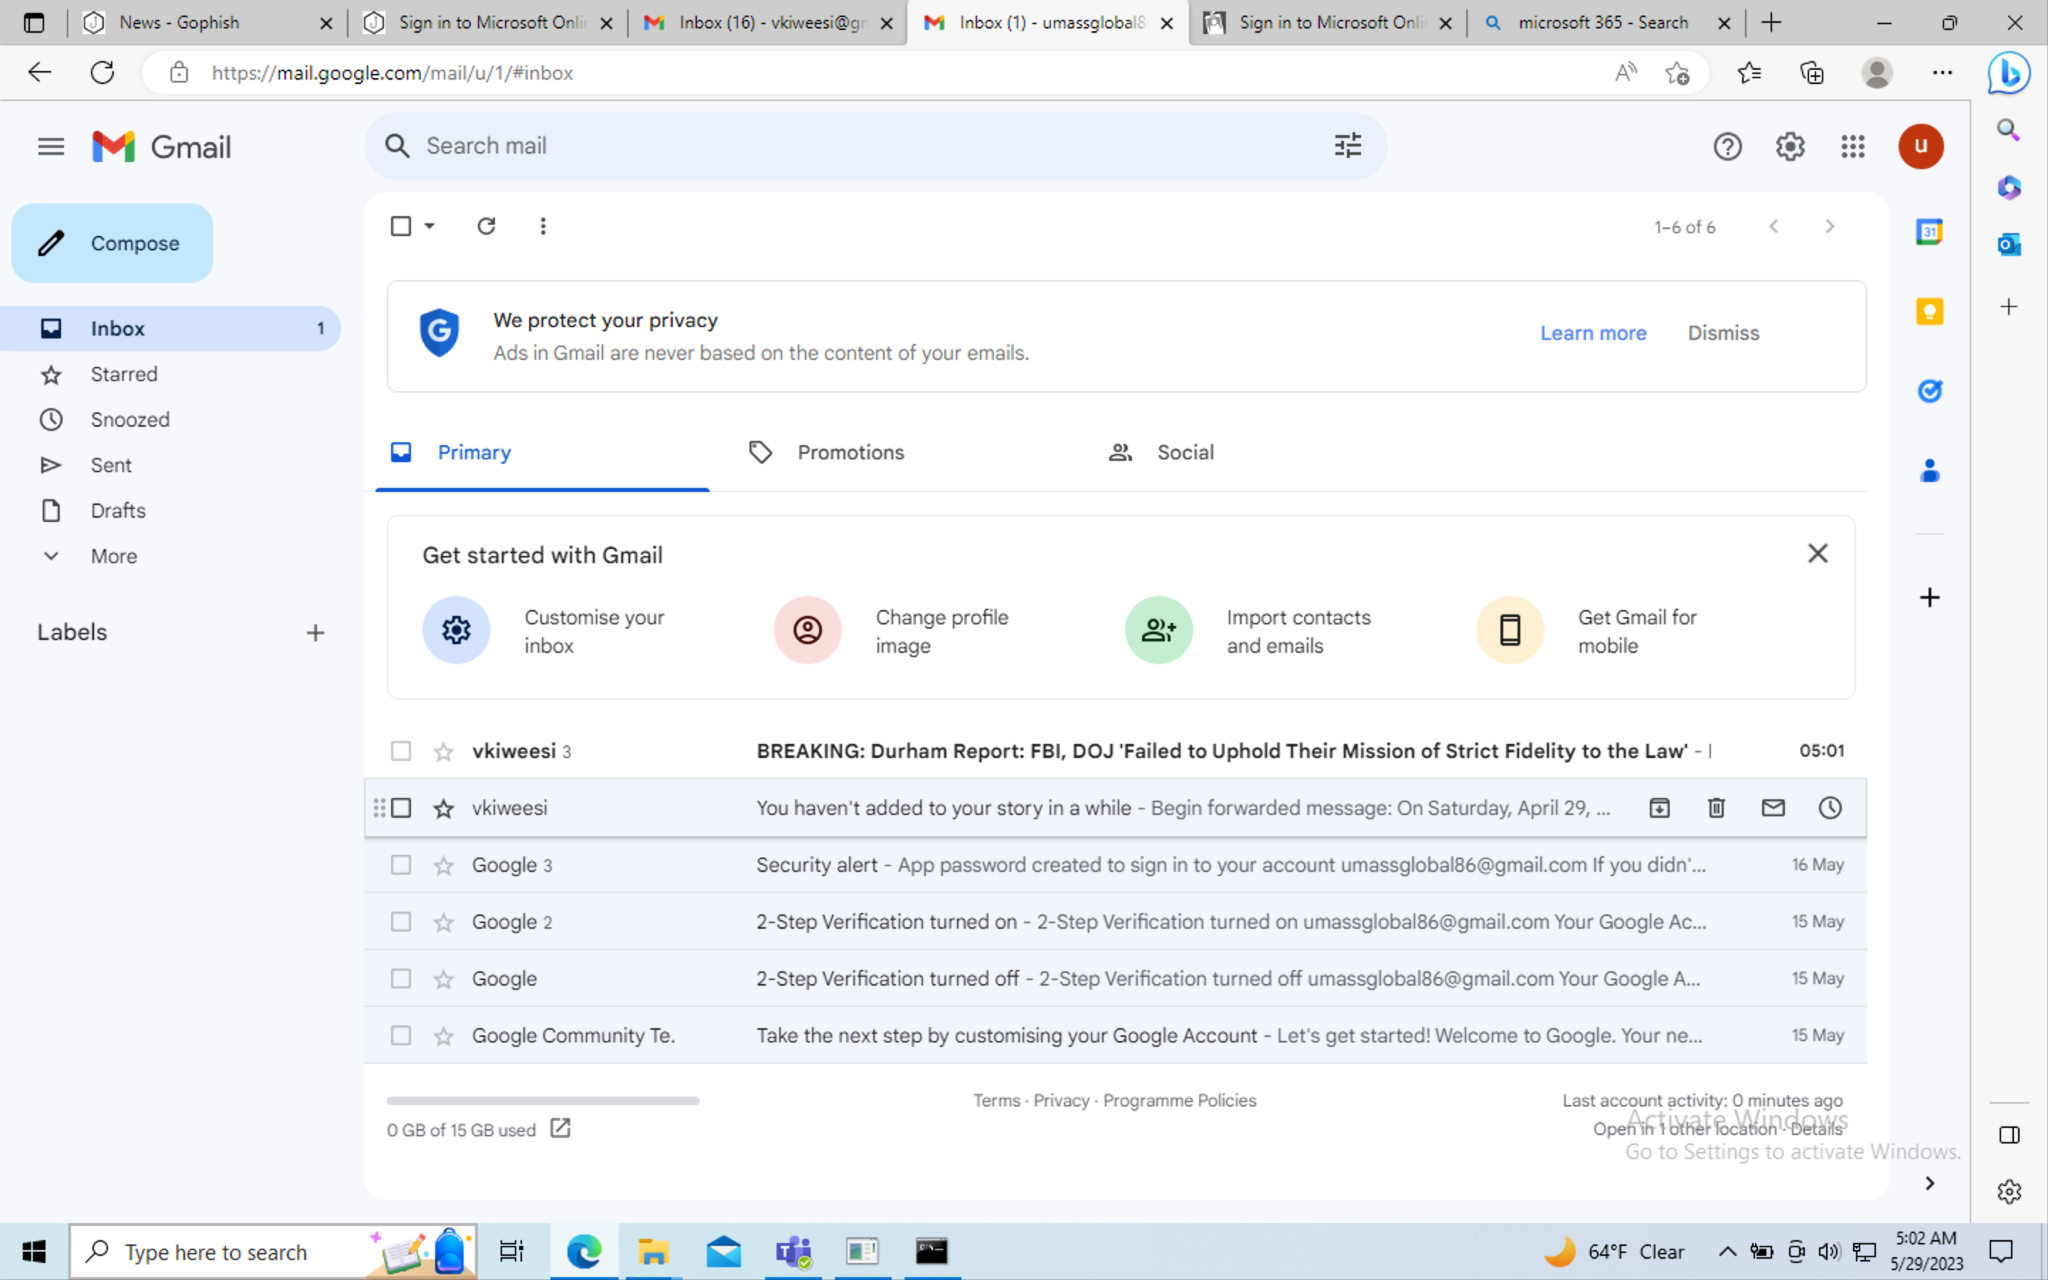 News - Gophish
Sign in to Microsoft Onli
Inbox (16) - vkiweesi@gm
Inbox (1) - umassglobal8
Sign in to Microsoft Onli
microsoft 365 - Search
https://mail.google.com/mail/u/1/#inbox
Gmail
Search mail
u
Compose
1–6 of 6
31
We protect your privacy
Ads in Gmail are never based on the content of your emails.
Learn more
Dismiss
Inbox
1
Starred
Snoozed
Sent
Drafts
More
Labels
Primary
Promotions
Social
Get started with Gmail
Customise your
inbox
Change profile
image
Import contacts
and emails
Get Gmail for
mobile
vkiweesi 3
BREAKING: Durham Report: FBI, DOJ 'Failed to Uphold Their Mission of Strict Fidelity to the Law' -
05:01
vkiweesi
You haven't added to your story in a while - Begin forwarded message: On Saturday, April 29, ...
Google 3
Security alert - App password created to sign in to your account umassglobal86@gmail.com If you didn'...
16 May
Google 2
2-Step Verification turned on - 2-Step Verification turned on umassglobal86@gmail.com Your Google Ac...
15 May
Google
2-Step Verification turned off - 2-Step Verification turned off umassglobal86@gmail.com Your Google A...
15 May
Google Community Te.
Take the next step by customising your Google Account - Let's get started! Welcome to Google. Your ne...
15 May
0 GB of 15 GB used
Terms · Privacy · Programme Policies
Last account activity: 0 minutes ago
Open in 1 other location · Details
Activate Windows
Go to Settings to activate Windows.
Type here to search
64°F Clear
5:02 AM
5/29/2023